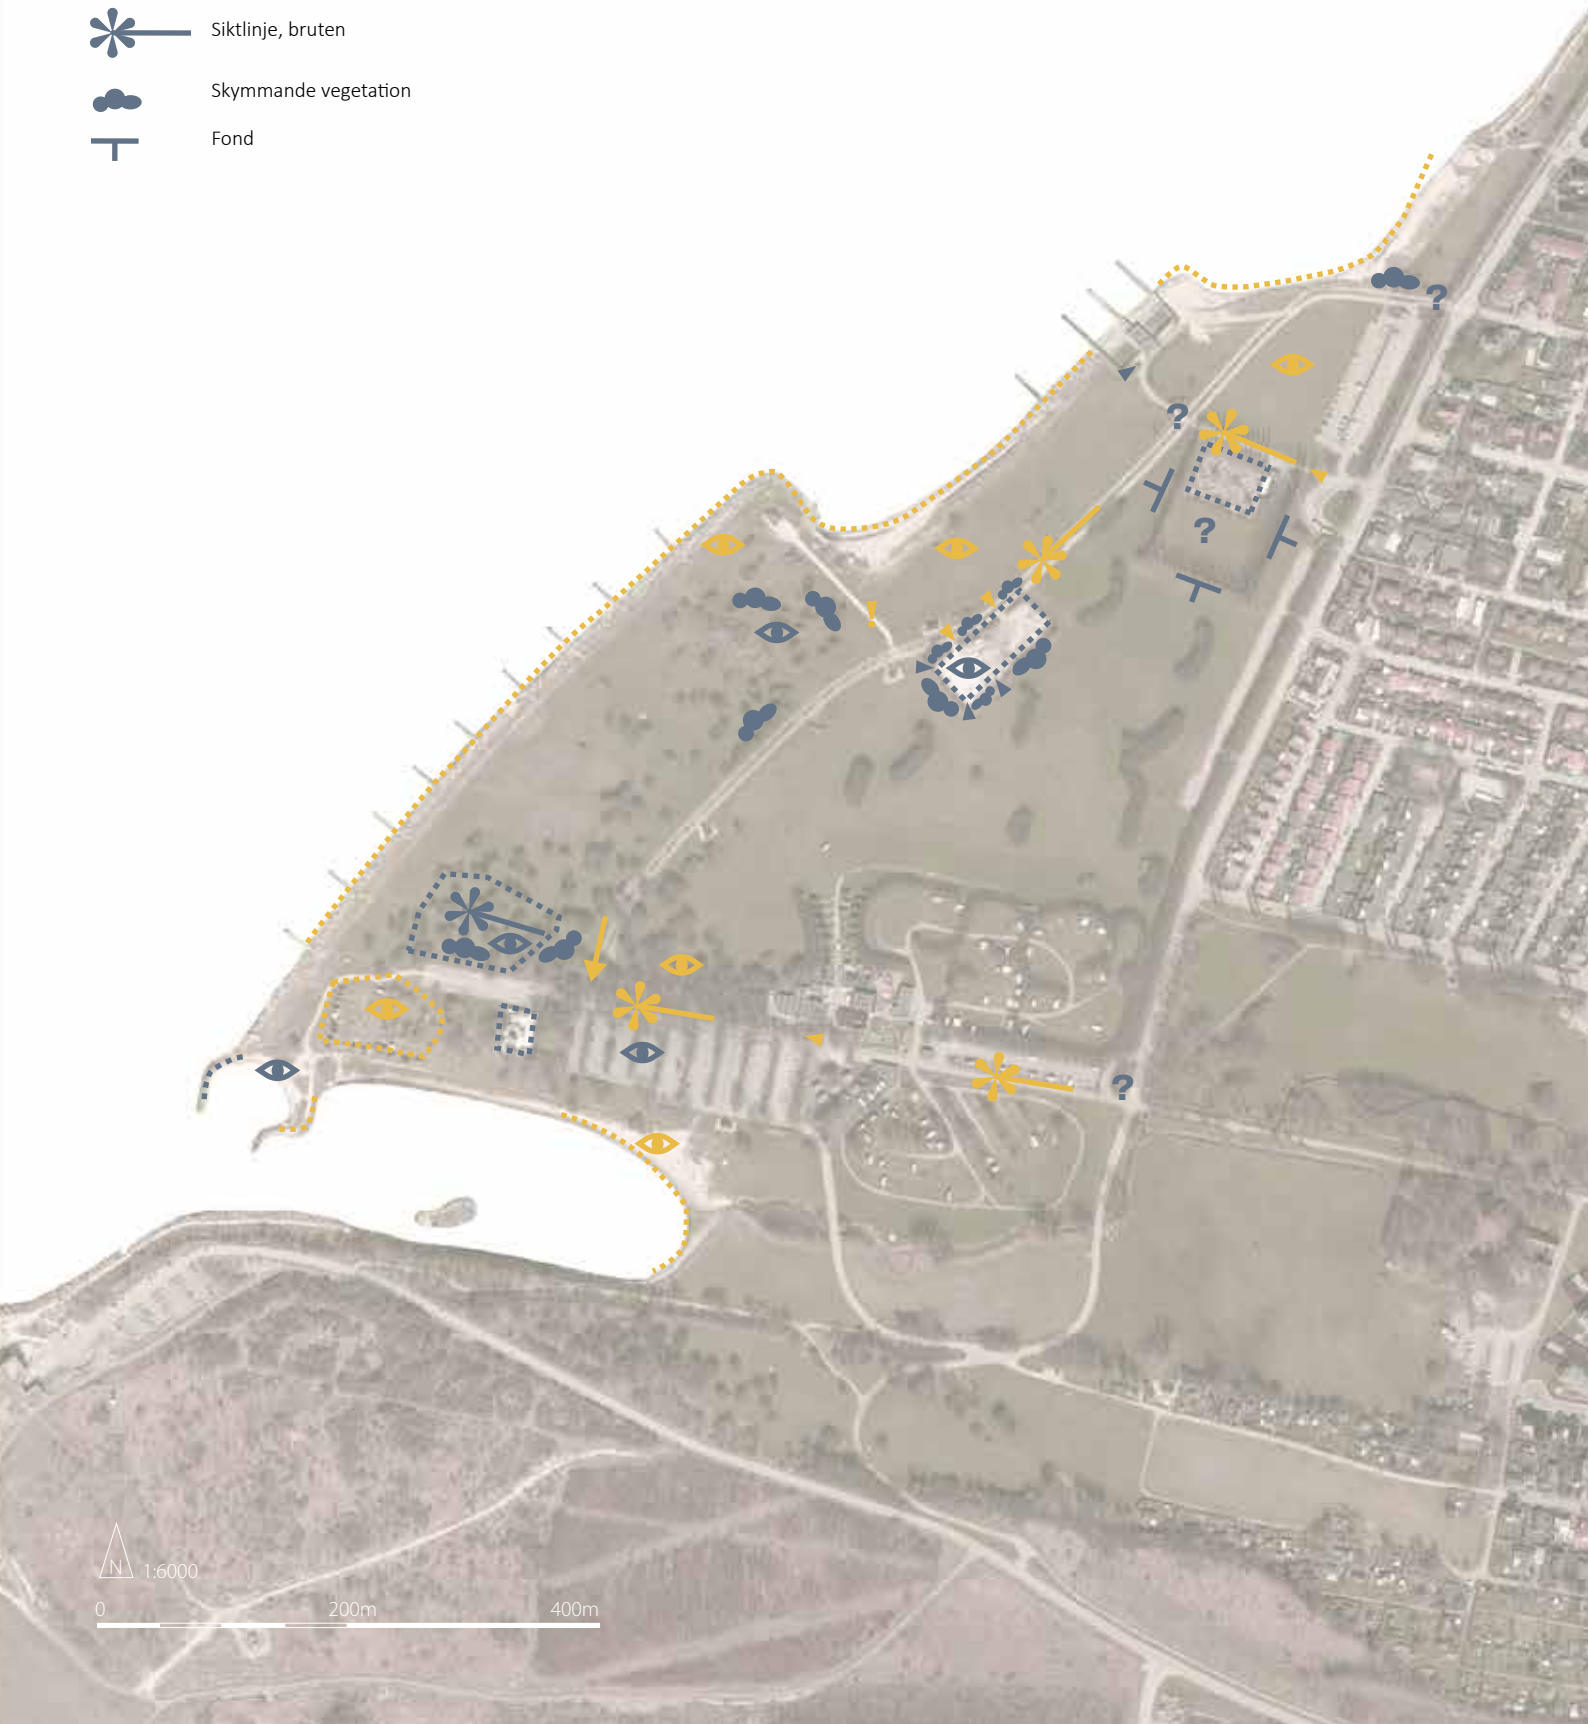 Siktlinje, bruten
Skymmande vegetation
Fond
?
?
?
!
?
N 1:6000
0 200m 400m